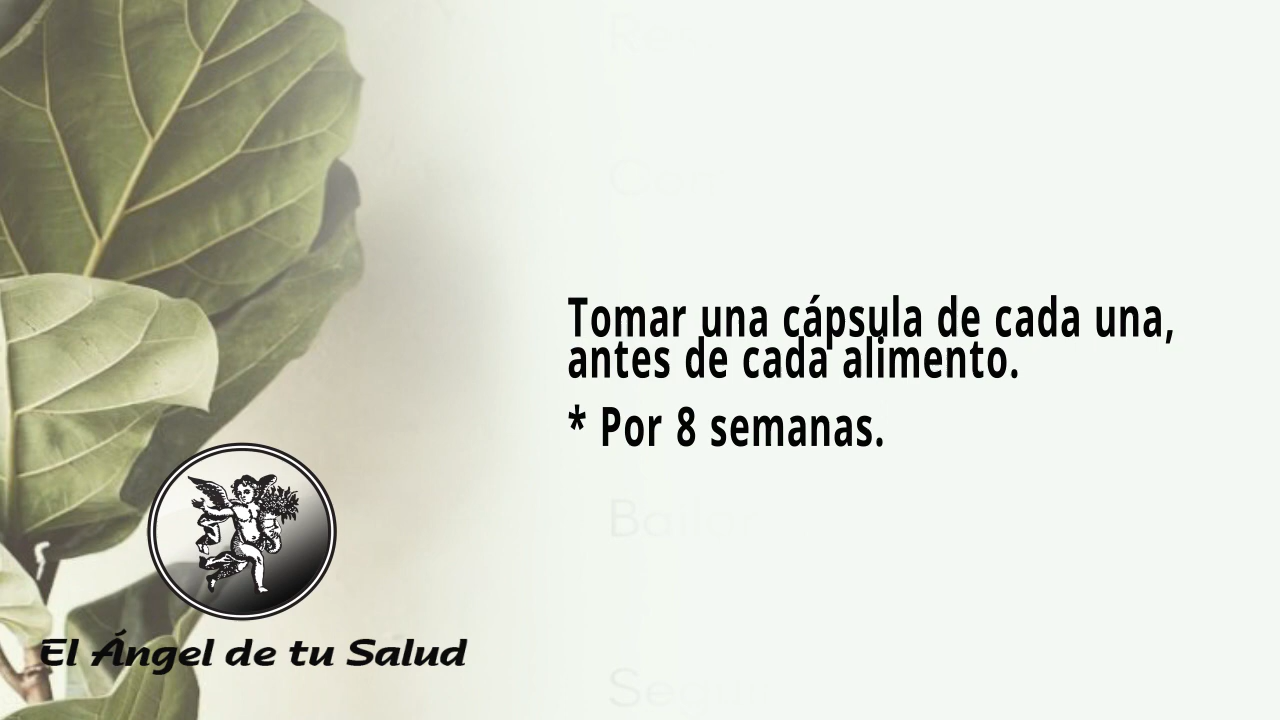 Tomar una cápsula de cada una,
antes de cada alimento.
* Por 8 semanas.
El Ángel de tu Salud